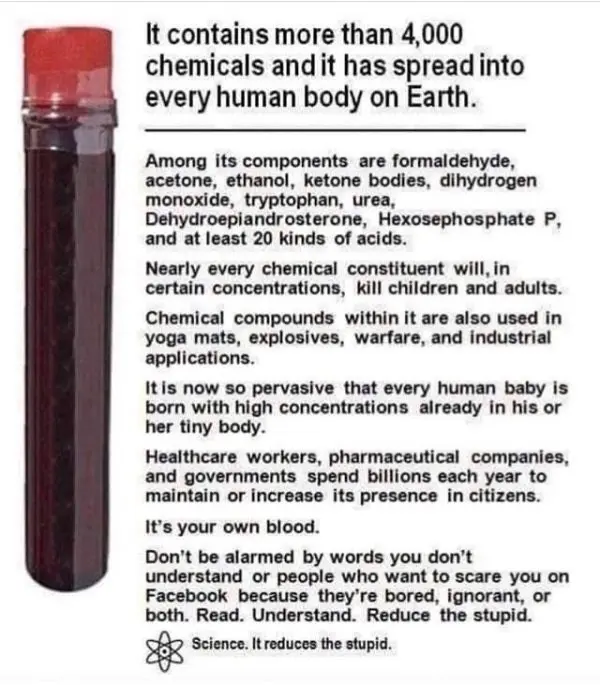 It contains more than 4,000
chemicals and it has spread into
every human body on Earth.
Among its components are formaldehyde,
acetone, ethanol, ketone bodies, dihydrogen
monoxide, tryptophan, urea,
Dehydroepiandrosterone, Hexosephosphate P,
and at least 20 kinds of acids.
Nearly every chemical constituent will, in
certain concentrations, kill children and adults.
Chemical compounds within it are also used in
yoga mats, explosives, warfare, and industrial
applications.
It is now so pervasive that every human baby is
born with high concentrations already in his or
her tiny body.
Healthcare workers, pharmaceutical companies,
and governments spend billions each year to
maintain or increase its presence in citizens.
It's your own blood.
Don't be alarmed by words you don't
understand or people who want to scare you on
Facebook because they're bored, ignorant, or
both. Read. Understand. Reduce the stupid.
Science. It reduces the stupid.